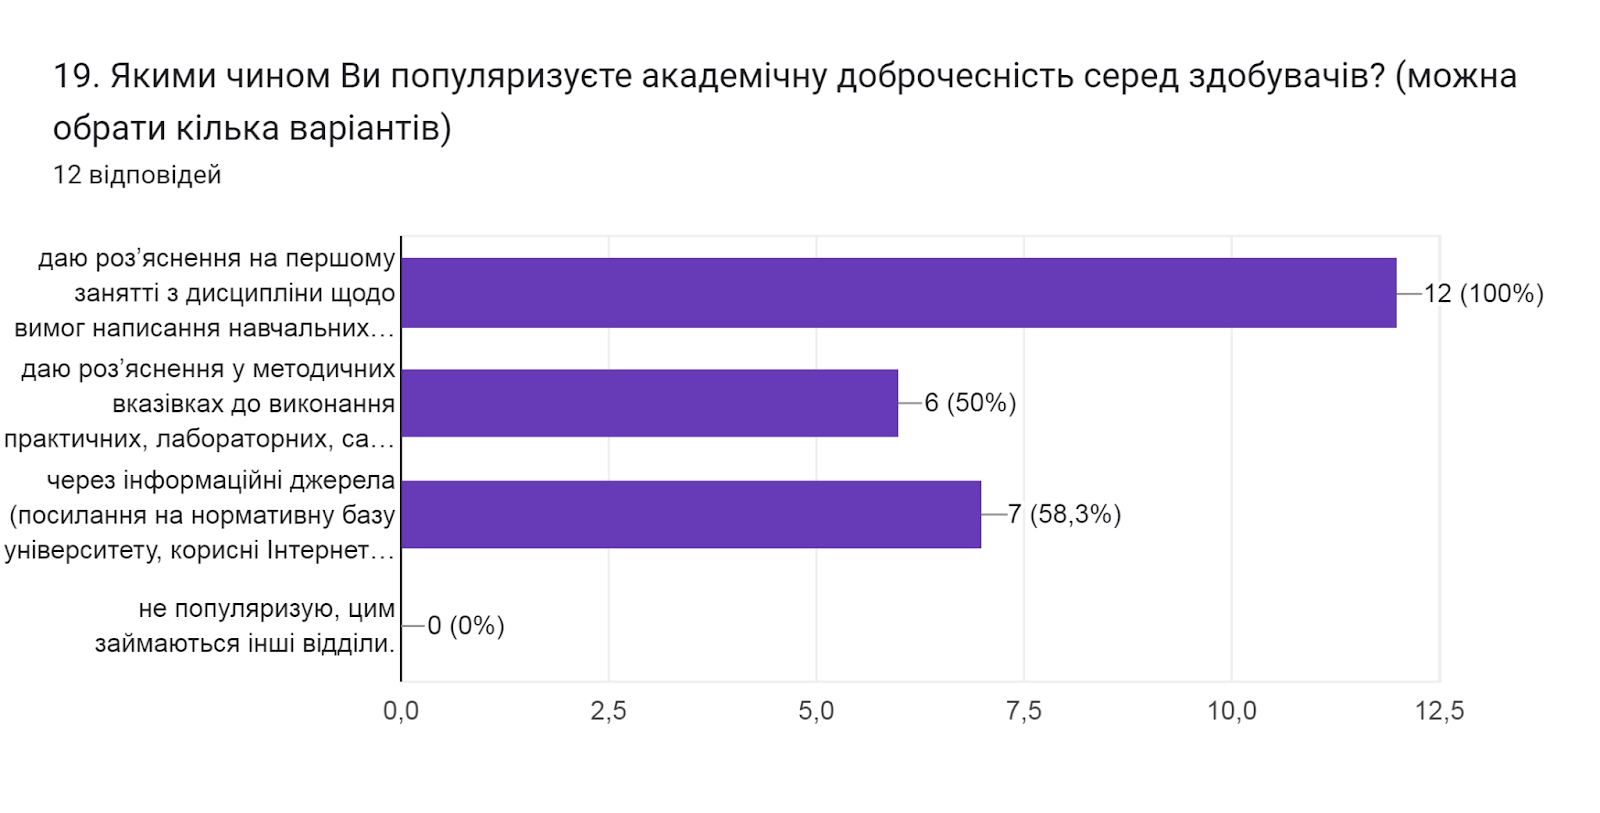 19. Якими чином Ви популяризуєте академічну доброчесність серед здобувачів? (можна
обрати кілька варіантів)
12 відповідей
даю роз’яснення на першому
занятті з дисципліни щодо
вимог написання навчальних…
12 (100%)
даю роз’яснення у методичних
вказівках до виконання
практичних, лабораторних, са…
6 (50%)
через інформаційні джерела
(посилання на нормативну базу
університету, корисні Інтернет…
7 (58,3%)
не популяризую, цим
займаються інші відділи.
0 (0%)
0,0 2,5 5,0 7,5 10,0 12,5